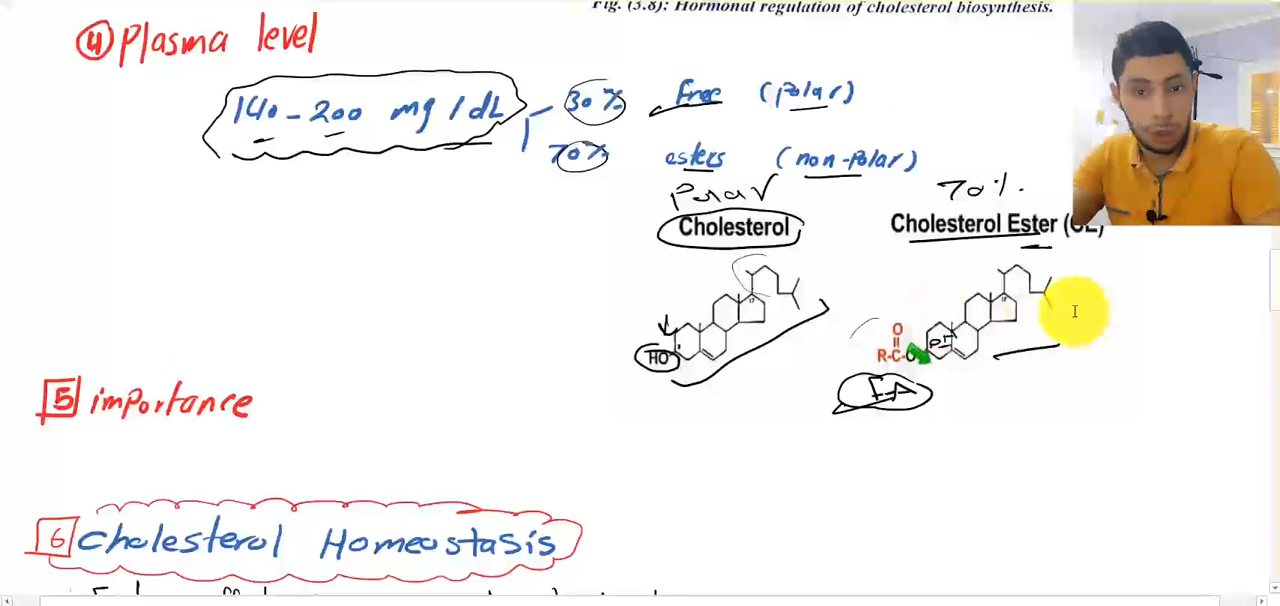 Fig. (3.8): Hormonal regulation of cholesterol biosynthesis.
④ Plasma level
140 - 200 mg / dL
30% Free (polar)
70% esters (non-polar)
Polar 70%
Cholesterol Cholesterol Ester (CE)
HO
O
R-C-O
FA
5 importance
6 Cholesterol Homeostasis